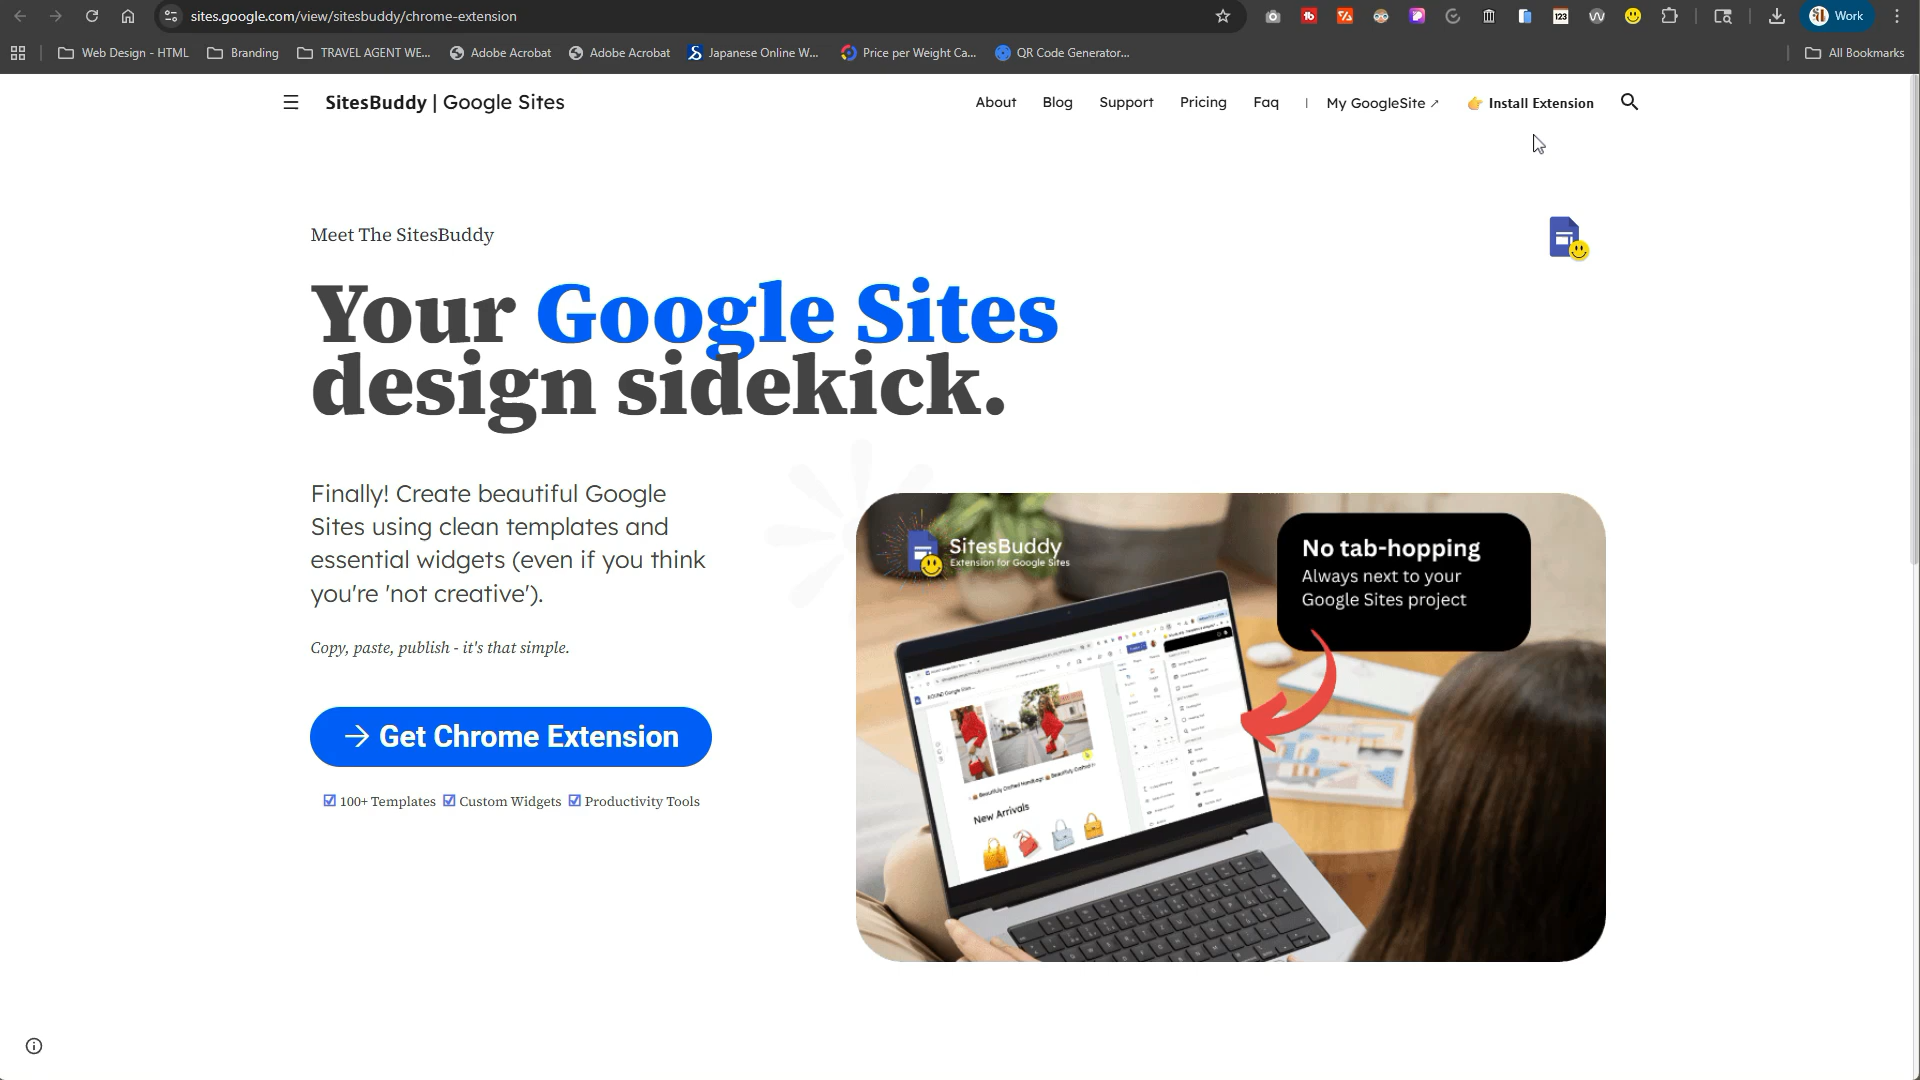 sites.google.com/view/sitesbuddy/chrome-extension
Work
Web Design - HTML
Branding
TRAVEL AGENT WE...
Adobe Acrobat
Adobe Acrobat
Japanese Online W...
Price per Weight Ca...
QR Code Generator...
All Bookmarks
SitesBuddy | Google Sites
About
Blog
Support
Pricing
Faq
|
My GoogleSite ↗
👉 Install Extension
Meet The SitesBuddy
Your Google Sites
design sidekick.
Finally! Create beautiful Google
Sites using clean templates and
essential widgets (even if you think
you're 'not creative').
Copy, paste, publish - it's that simple.
→ Get Chrome Extension
☑ 100+ Templates ☑ Custom Widgets ☑ Productivity Tools
SitesBuddy
Extension for Google Sites
No tab-hopping
Always next to your
Google Sites project
New Arrivals